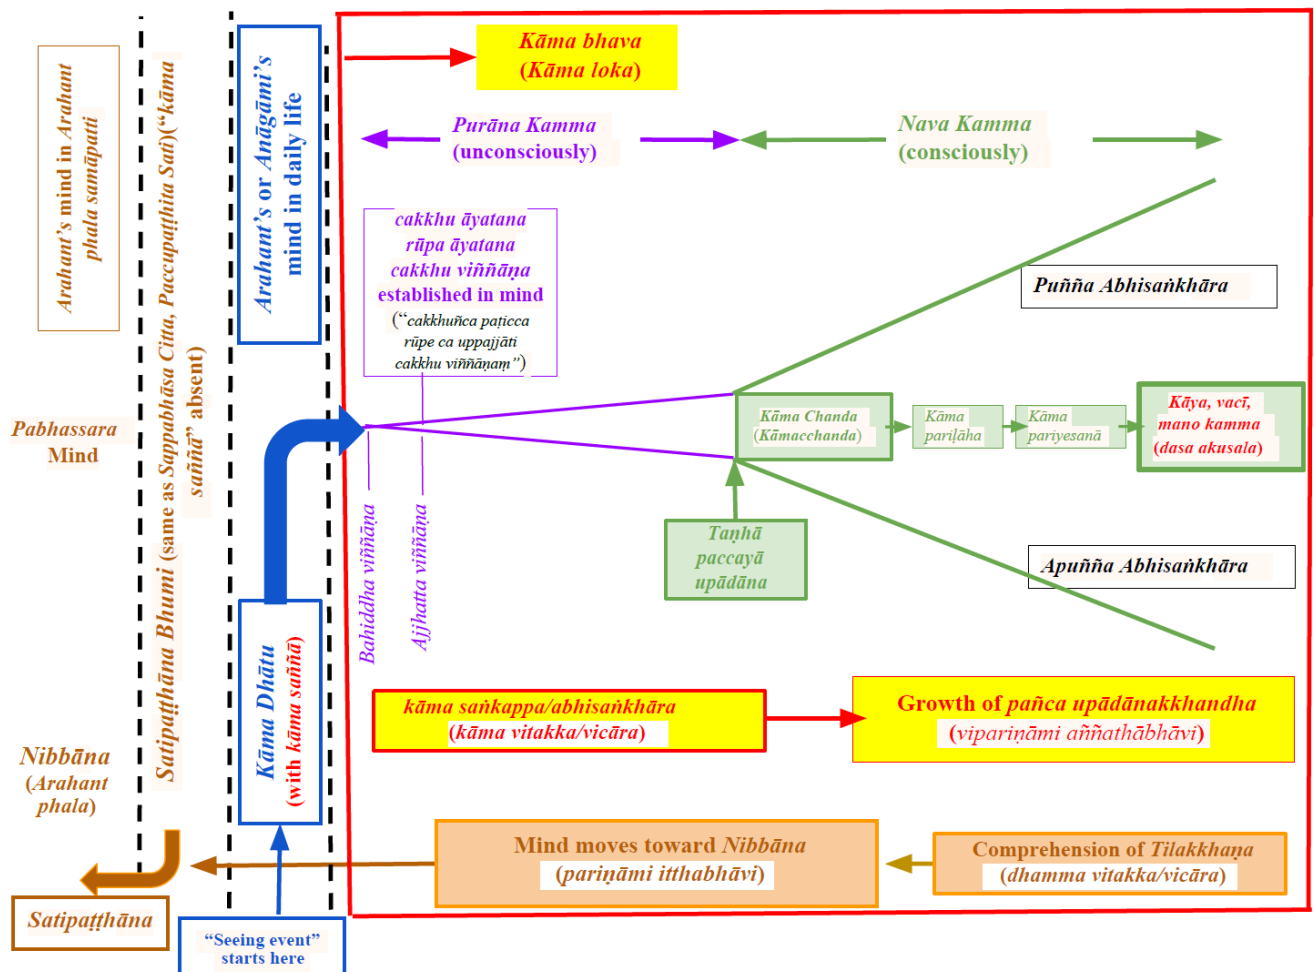 Arahant's mind in Arahant
phala samāpatti
Pabhassara
Mind
Nibbāna
(Arahant
phala)
Satipaṭṭhāna
Satipaṭṭhāna Bhumi (same as Sappabhāsa Citta, Paccupaṭṭhita Sati)(“kāma
saññā” absent)
Arahant's or Anāgāmi's
mind in daily life
Kāma Dhātu
(with kāma saññā)
“Seeing event”
starts here
Kāma bhava
(Kāma loka)
Purāna Kamma
(unconsciously)
Nava Kamma
(consciously)
cakkhu āyatana
rūpa āyatana
cakkhu viññāṇa
established in mind
(“cakkhuñca paṭicca
rūpe ca uppajjāti
cakkhu viññāṇaṃ”)
Bahiddha viññāṇa
Ajjhatta viññāṇa
Puñña Abhisaṅkhāra
Kāma Chanda
(Kāmacchanda)
Kāma
pariḷāha
Kāma
pariyesanā
Kāya, vacī,
mano kamma
(dasa akusala)
Taṇhā
paccayā
upādāna
Apuñña Abhisaṅkhāra
kāma saṅkappa/abhisaṅkhāra
(kāma vitakka/vicāra)
Growth of pañca upādānakkhandha
(vipariṇāmi aññathābhāvi)
Mind moves toward Nibbāna
(pariṇāmi itthabhāvi)
Comprehension of Tilakkhaṇa
(dhamma vitakka/vicāra)